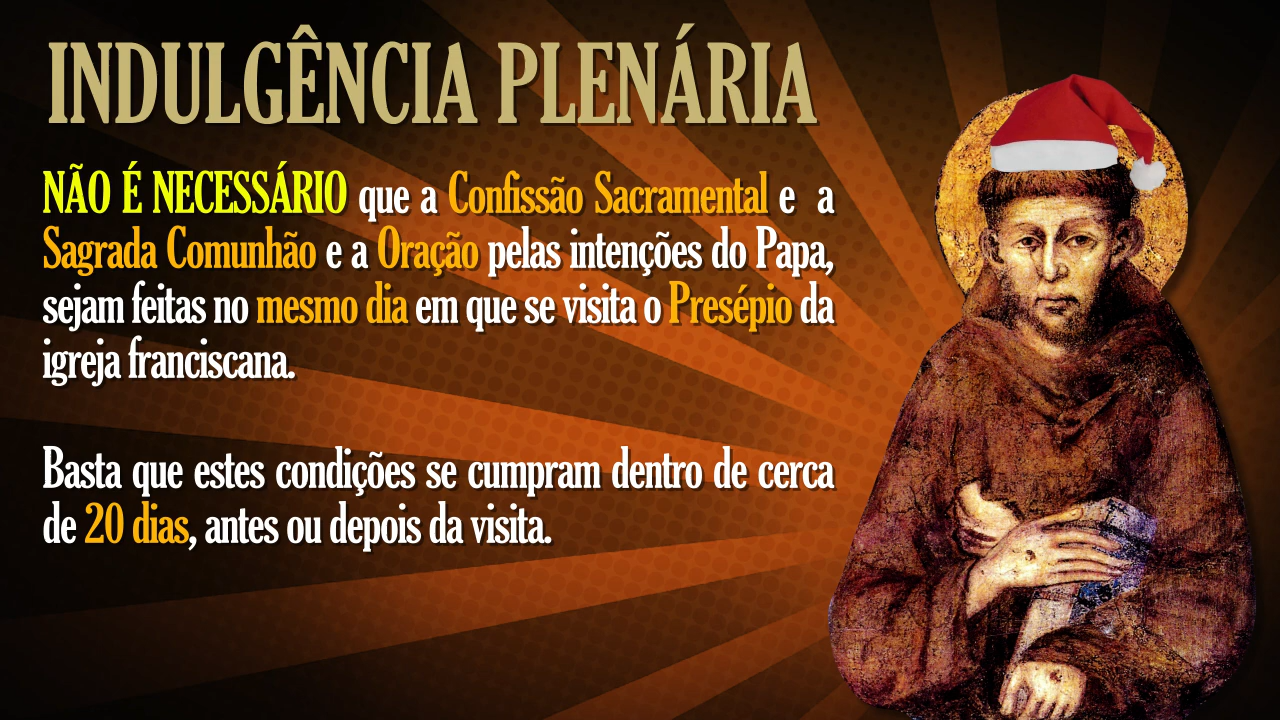 INDULGÊNCIA PLENÁRIA
NÃO É NECESSÁRIO que a Confissão Sacramental e a
Sagrada Comunhão e a Oração pelas intenções do Papa,
sejam feitas no mesmo dia em que se visita o Presépio da
igreja franciscana.
Basta que estes condições se cumpram dentro de cerca
de 20 dias, antes ou depois da visita.